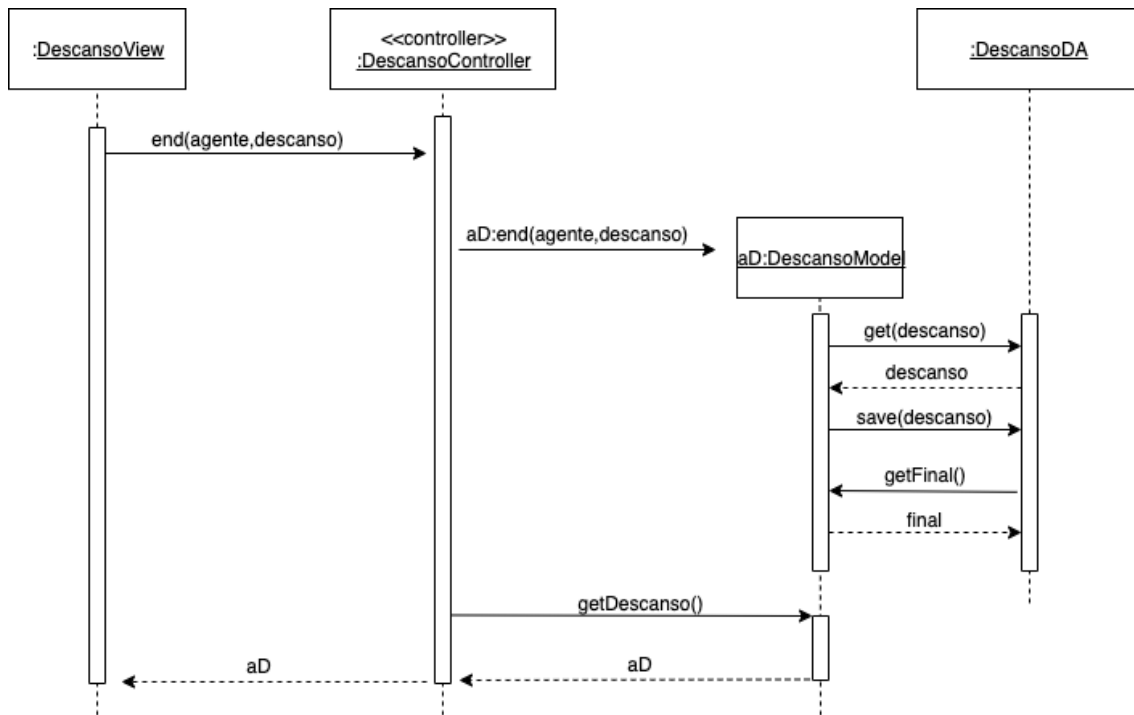 :DescansoView
<<controller>>
:DescansoController
:DescansoDA
end(agente,descanso)
aD:end(agente,descanso)
aD:DescansoModel
get(descanso)
descanso
save(descanso)
getFinal()
final
getDescanso()
aD
aD